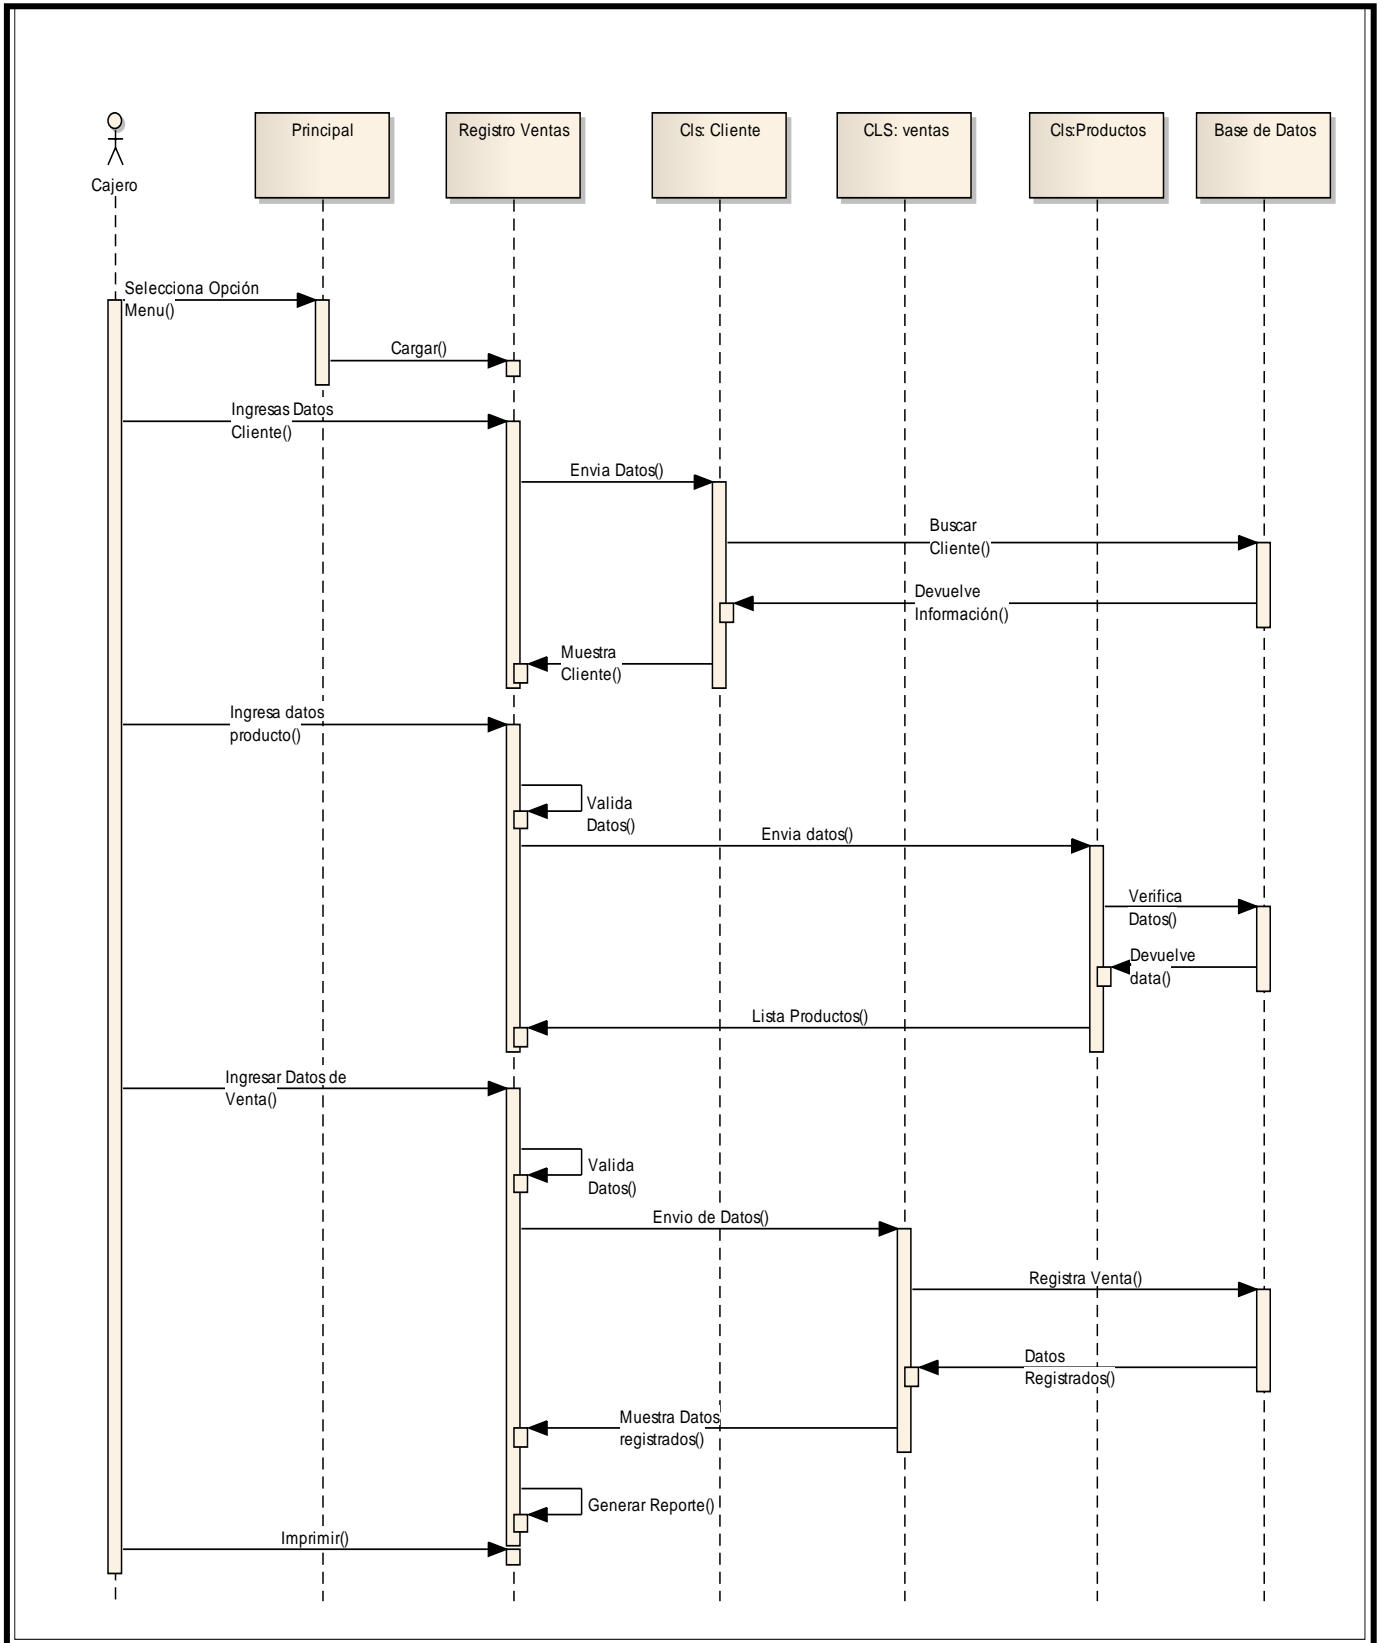 Cajero
Principal
Registro Ventas
Cls: Cliente
CLS: ventas
Cls:Productos
Base de Datos
Selecciona Opción
Menu()
Cargar()
Ingresas Datos
Cliente()
Envia Datos()
Buscar
Cliente()
Devuelve
Información()
Muestra
Cliente()
Ingresa datos
producto()
Valida
Datos()
Envia datos()
Verifica
Datos()
Devuelve
data()
Lista Productos()
Ingresar Datos de
Venta()
Valida
Datos()
Envio de Datos()
Registra Venta()
Datos
Registrados()
Muestra Datos
registrados()
Generar Reporte()
Imprimir()